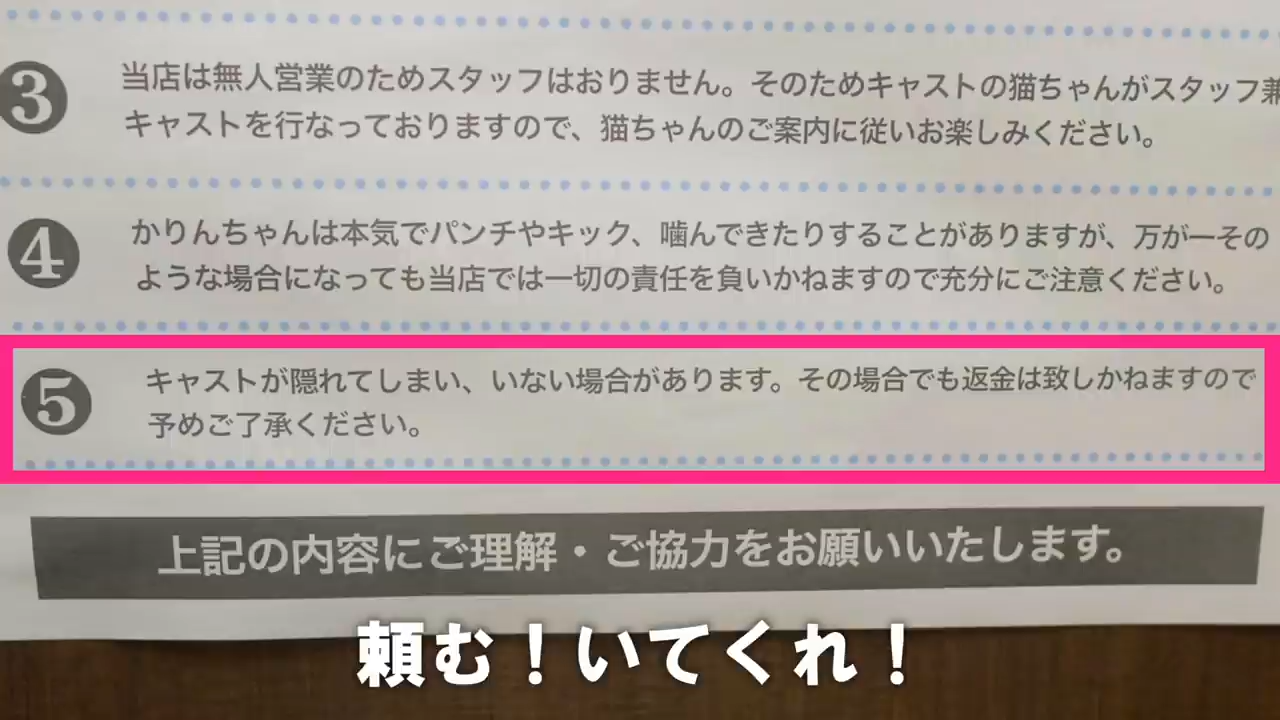 3 当店は無人営業のためスタッフはおりません。そのためキャストの猫ちゃんがスタッフ兼
キャストを行なっておりますので、猫ちゃんのご案内に従いお楽しみください。
4 かりんちゃんは本気でパンチやキック、噛んできたりすることがありますが、万が一その
ような場合になっても当店では一切の責任を負いかねますので充分にご注意ください。
5 キャストが隠れてしまい、いない場合があります。その場合でも返金は致しかねますので
予めご了承ください。
上記の内容にご理解・ご協力をお願いいたします。
頼む！いてくれ！